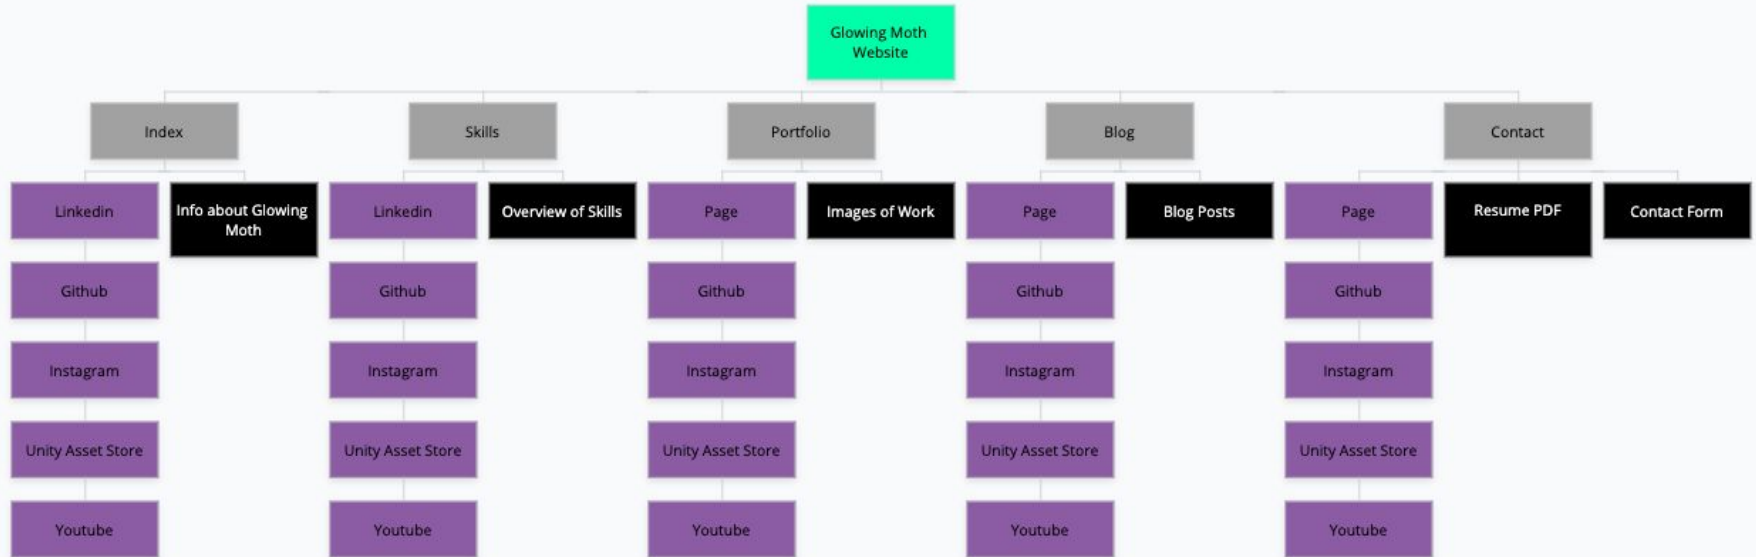 Glowing Moth
Website
Index
Skills
Portfolio
Blog
Contact
Linkedin
Info about Glowing
Moth
Linkedin
Overview of Skills
Page
Images of Work
Page
Blog Posts
Page
Resume PDF
Contact Form
Github
Github
Github
Github
Github
Instagram
Instagram
Instagram
Instagram
Instagram
Unity Asset Store
Unity Asset Store
Unity Asset Store
Unity Asset Store
Unity Asset Store
Youtube
Youtube
Youtube
Youtube
Youtube